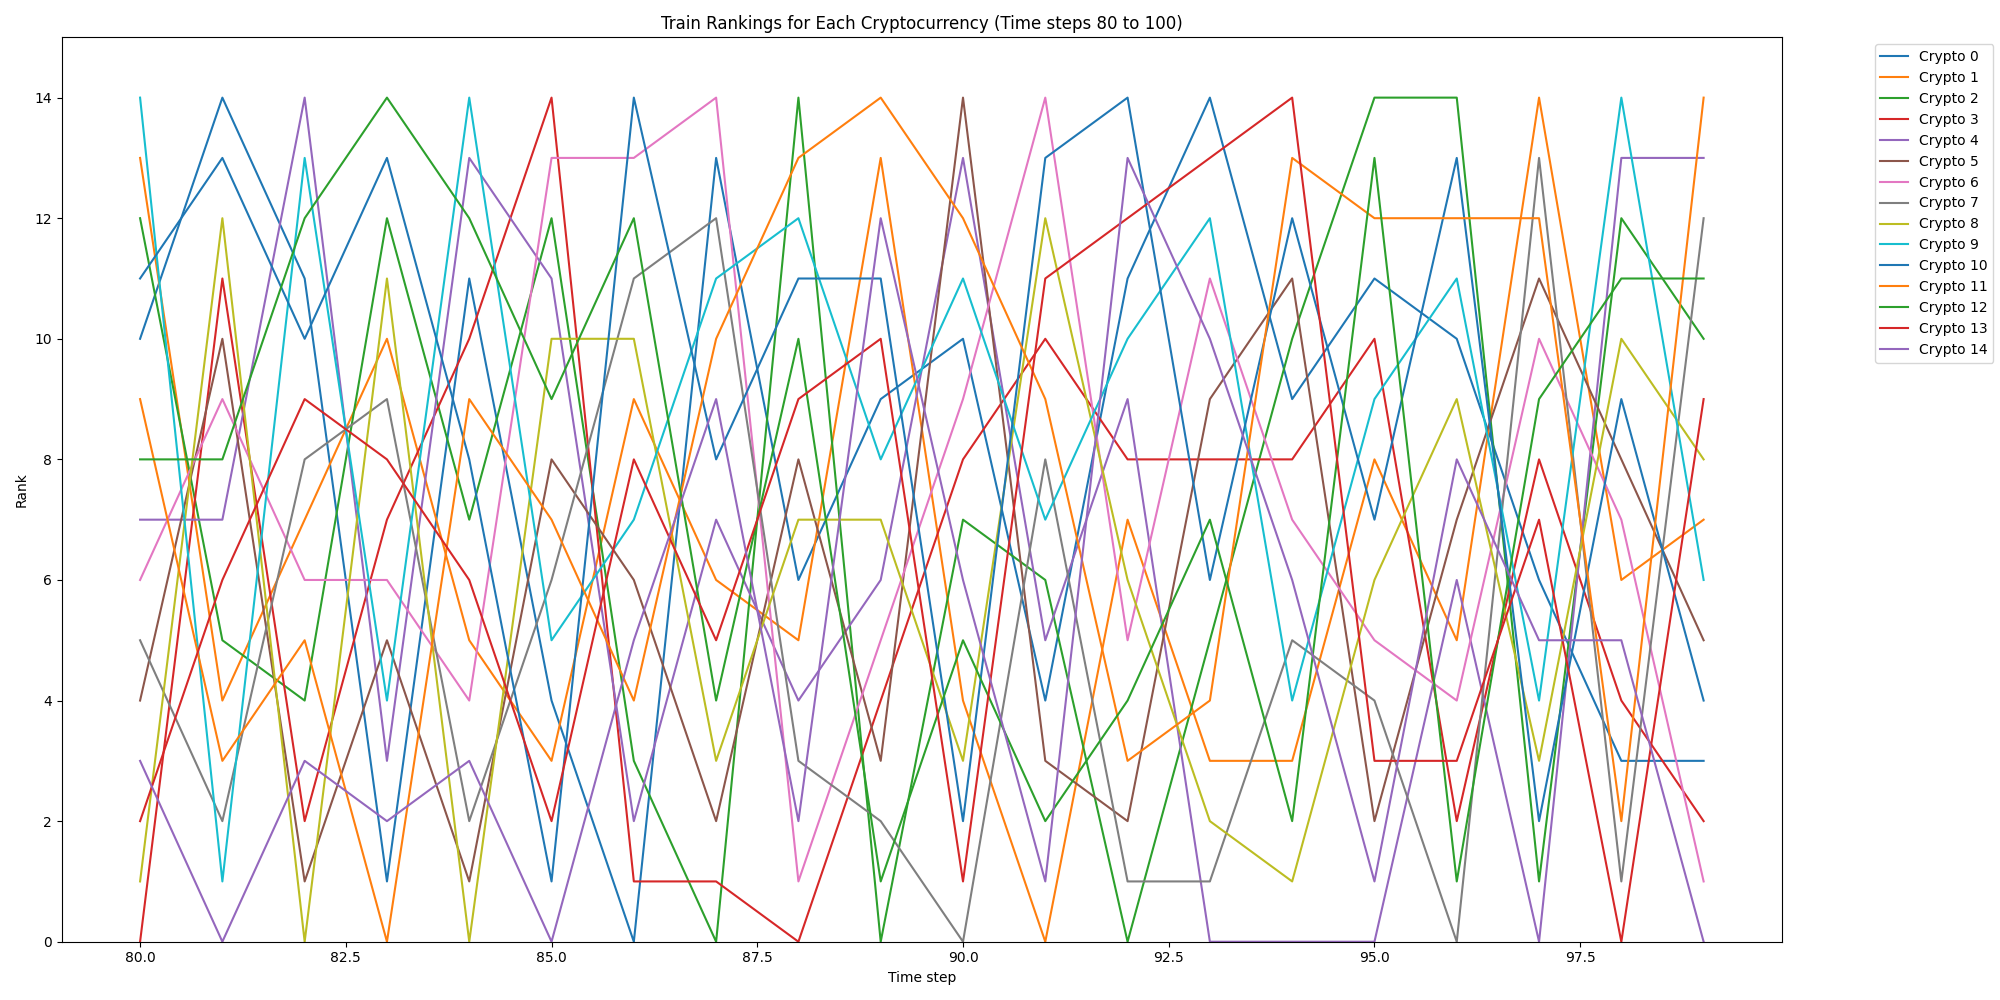 Train Rankings for Each Cryptocurrency (Time steps 80 to 100)
Rank
14
12
10
8
6
4
2
0
80.0
82.5
85.0
87.5
90.0
92.5
95.0
97.5
Time step
Crypto 0
Crypto 1
Crypto 2
Crypto 3
Crypto 4
Crypto 5
Crypto 6
Crypto 7
Crypto 8
Crypto 9
Crypto 10
Crypto 11
Crypto 12
Crypto 13
Crypto 14